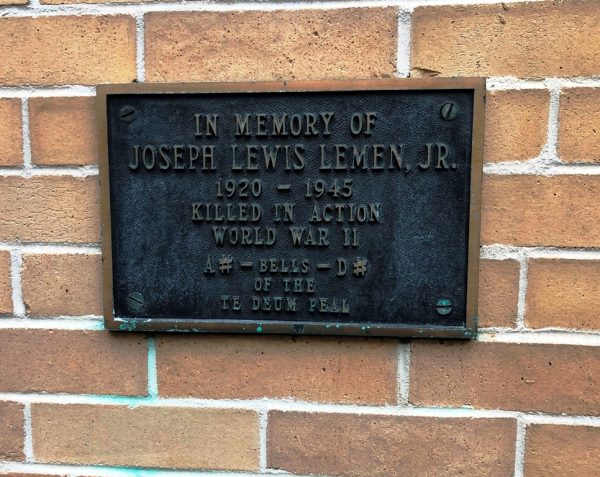 IN MEMORY OF
JOSEPH LEWIS LEMEN, JR.
1920 - 1945
KILLED IN ACTION
WORLD WAR II
A# - BELLS - D#
OF THE
TE DEUM PEAL